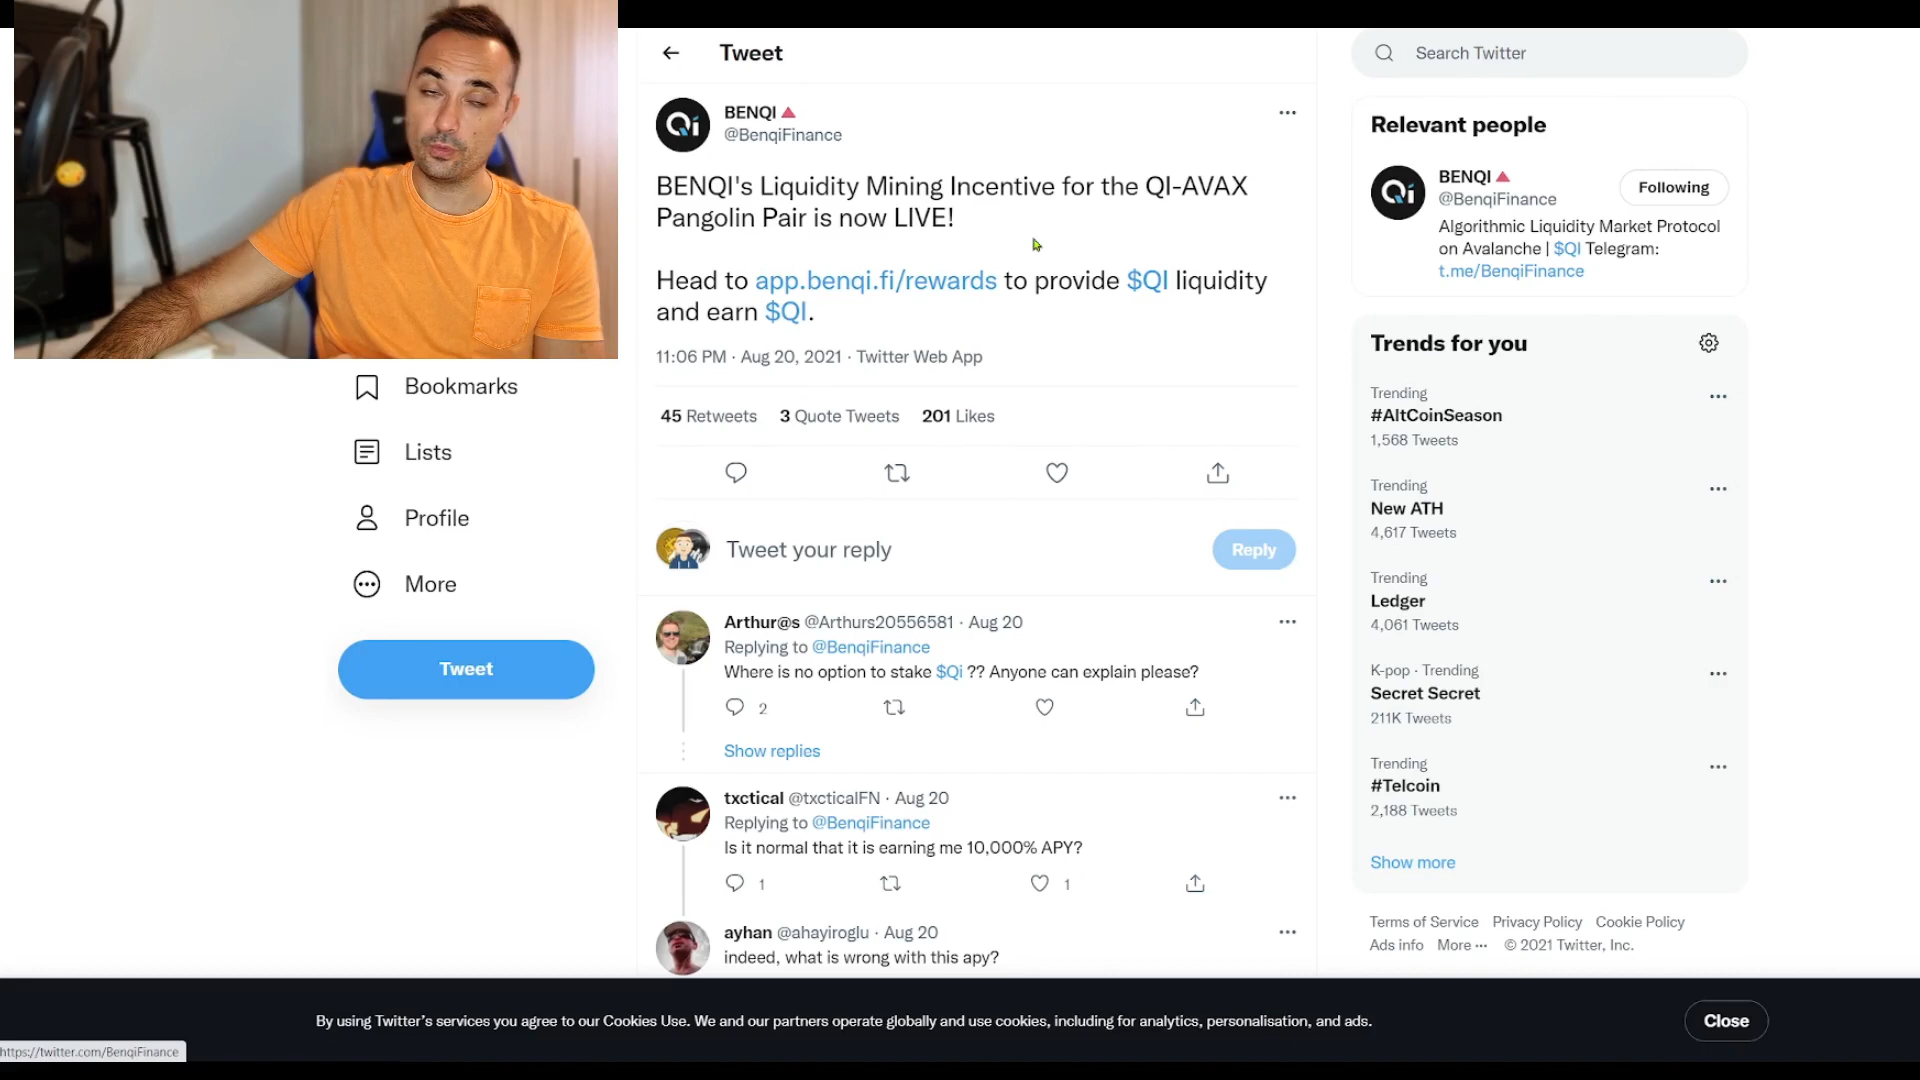 Tweet
BENQI
@BenqiFinance
BENQI's Liquidity Mining Incentive for the QI-AVAX
Pangolin Pair is now LIVE!
Head to app.benqi.fi/rewards to provide $QI liquidity
and earn $QI.
11:06 PM · Aug 20, 2021 · Twitter Web App
45 Retweets 3 Quote Tweets 201 Likes
Tweet your reply
Reply
Arthur@s @Arthurs20556581 · Aug 20
Replying to @BenqiFinance
Where is no option to stake $Qi ?? Anyone can explain please?
2
Show replies
txctical @txcticalFN · Aug 20
Replying to @BenqiFinance
Is it normal that it is earning me 10,000% APY?
1 1
ayhan @ahayiroglu · Aug 20
indeed, what is wrong with this apy?
Bookmarks
Lists
Profile
More
Tweet
Search Twitter
Relevant people
BENQI
@BenqiFinance
Following
Algorithmic Liquidity Market Protocol
on Avalanche | $QI Telegram:
t.me/BenqiFinance
Trends for you
Trending
#AltCoinSeason
1,568 Tweets
Trending
New ATH
4,617 Tweets
Trending
Ledger
4,061 Tweets
K-pop · Trending
Secret Secret
211K Tweets
Trending
#Telcoin
2,188 Tweets
Show more
Terms of Service Privacy Policy Cookie Policy
Ads info More ··· © 2021 Twitter, Inc.
By using Twitter's services you agree to our Cookies Use. We and our partners operate globally and use cookies, including for analytics, personalisation, and ads.
Close
https://twitter.com/BenqiFinance